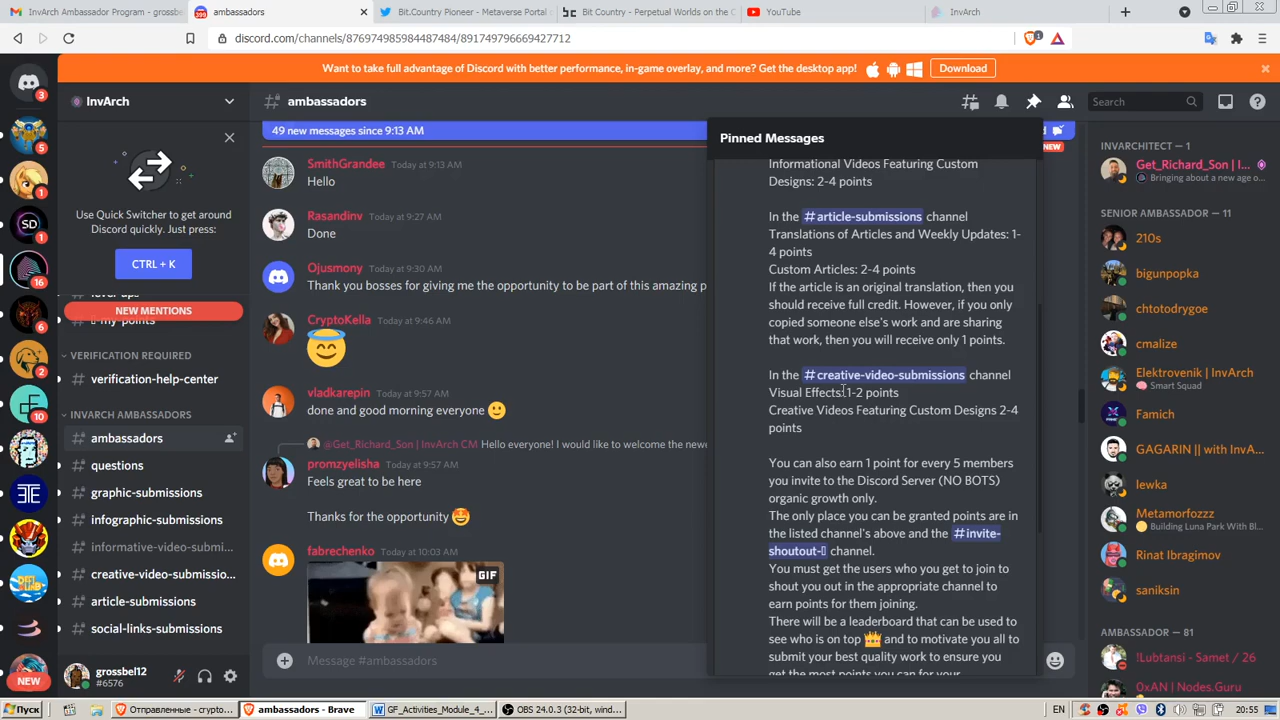 InvArch Ambassador Program - grossbe
ambassadors
Bit.Country Pioneer - Metaverse Portal
Bit Country - Perpetual Worlds on the C
YouTube
InvArch
discord.com/channels/876974985984487484/891749796669427712
Want to take full advantage of Discord with better performance, in-game overlay, and more? Get the desktop app!
Download
InvArch
ambassadors
Search
49 new messages since 9:13 AM
NEW
Use Quick Switcher to get around
Discord quickly. Just press:
CTRL + K
NEW MENTIONS
my-points
VERIFICATION REQUIRED
verification-help-center
INVARCH AMBASSADORS
ambassadors
questions
graphic-submissions
infographic-submissions
informative-video-submi...
creative-video-submissio...
article-submissions
social-links-submissions
grossbel12
#6576
SmithGrandee Today at 9:13 AM
Hello
Rasandinv Today at 9:27 AM
Done
Ojusmony Today at 9:30 AM
Thank you bosses for giving me the opportunity to be part of this amazing p
CryptoKella Today at 9:46 AM
vladkarepin Today at 9:57 AM
done and good morning everyone
@Get_Richard_Son | InvArch CM Hello everyone! I would like to welcome the newe
promzyelisha Today at 9:57 AM
Feels great to be here
Thanks for the opportunity
fabrechenko Today at 10:03 AM
GIF
Message #ambassadors
Pinned Messages
Informational Videos Featuring Custom
Designs: 2-4 points
In the #article-submissions channel
Translations of Articles and Weekly Updates: 1-
4 points
Custom Articles: 2-4 points
If the article is an original translation, then you
should receive full credit. However, if you only
copied someone else's work and are sharing
that work, then you will receive only 1 points.
In the #creative-video-submissions channel
Visual Effects: 1-2 points
Creative Videos Featuring Custom Designs 2-4
points
You can also earn 1 point for every 5 members
you invite to the Discord Server (NO BOTS)
organic growth only.
The only place you can be granted points are in
the listed channel's above and the #invite-
shoutout- channel.
You must get the users who you get to join to
shout you out in the appropriate channel to
earn points for them joining.
There will be a leaderboard that can be used to
see who is on top and to motivate you all to
submit your best quality work to ensure you
get the most points you can for your
INVARCHITECT — 1
Get_Richard_Son | I...
Bringing about a new age o...
SENIOR AMBASSADOR — 11
210s
bigunpopka
chtotodrygoe
cmalize
Elektrovenik | InvArch
Smart Squad
Famich
GAGARIN || with InvA...
lewka
Metamorfozzz
Building Luna Park With Bl...
Rinat Ibragimov
saniksin
AMBASSADOR — 81
!Lubtansi - Samet / 26
0xAN | Nodes.Guru
Пуск
Отправленные - crypto...
ambassadors - Brave
GF_Activities_Module_4_...
OBS 24.0.3 (32-bit, wind...
EN
20:55